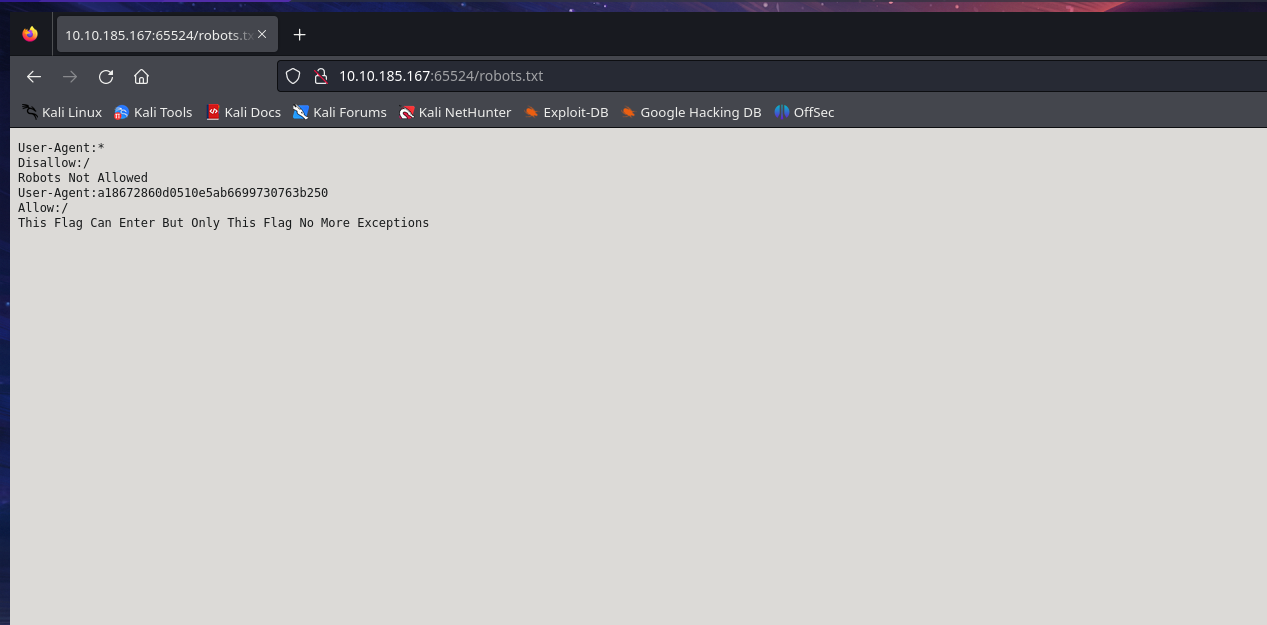 10.10.185.167:65524/robots.tx
10.10.185.167:65524/robots.txt
Kali Linux Kali Tools Kali Docs Kali Forums Kali NetHunter Exploit-DB Google Hacking DB OffSec
User-Agent:*
Disallow:/
Robots Not Allowed
User-Agent:a18672860d0510e5ab6699730763b250
Allow:/
This Flag Can Enter But Only This Flag No More Exceptions